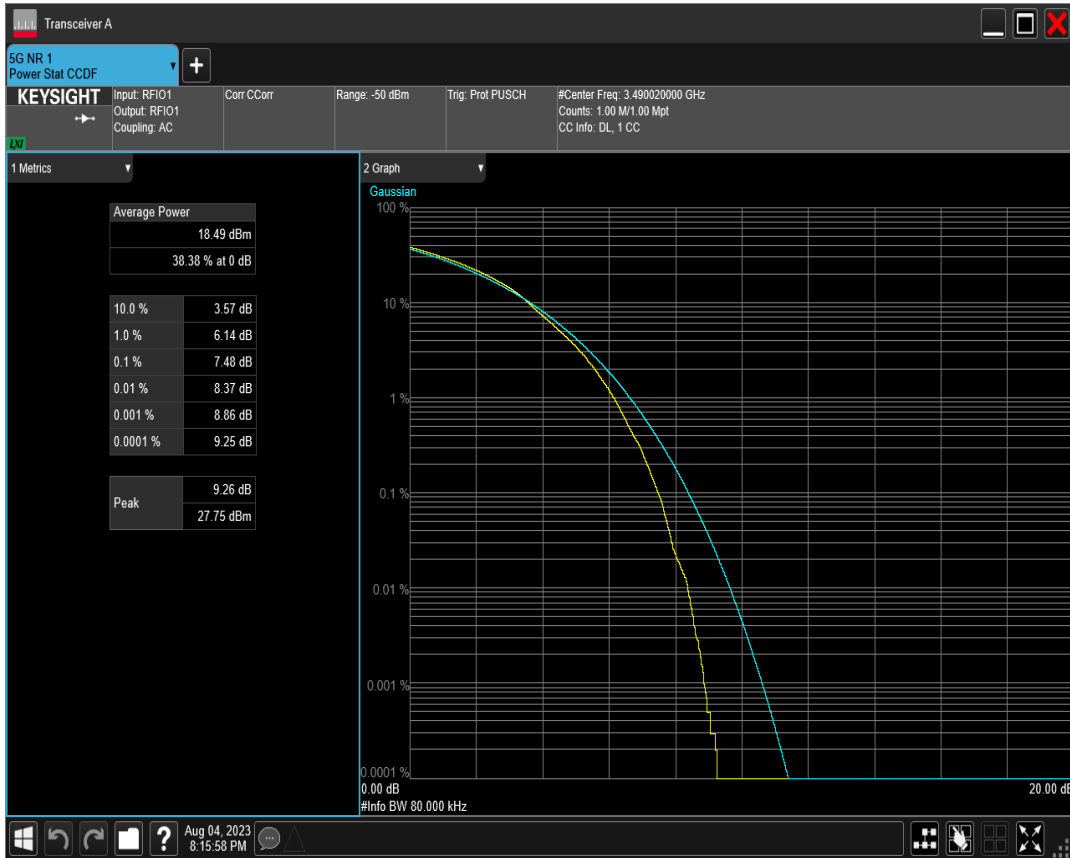 Transceiver A
5G NR 1
Power Stat CCDF
KEYSIGHT
LXI
Input: RFIO1
Output: RFIO1
Coupling: AC
Corr CCorr
Range: -50 dBm
Trig: Prot PUSCH
#Center Freq: 3.490020000 GHz
Counts: 1.00 M/1.00 Mpt
CC Info: DL, 1 CC
1 Metrics
Average Power
18.49 dBm
38.38 % at 0 dB
10.0 % 3.57 dB
1.0 % 6.14 dB
0.1 % 7.48 dB
0.01 % 8.37 dB
0.001 % 8.86 dB
0.0001 % 9.25 dB
Peak
9.26 dB
27.75 dBm
2 Graph
Gaussian
100 %
10 %
1 %
0.1 %
0.01 %
0.001 %
0.0001 %
0.00 dB 20.00 dB
#Info BW 80.000 kHz
Aug 04, 2023
8:15:58 PM